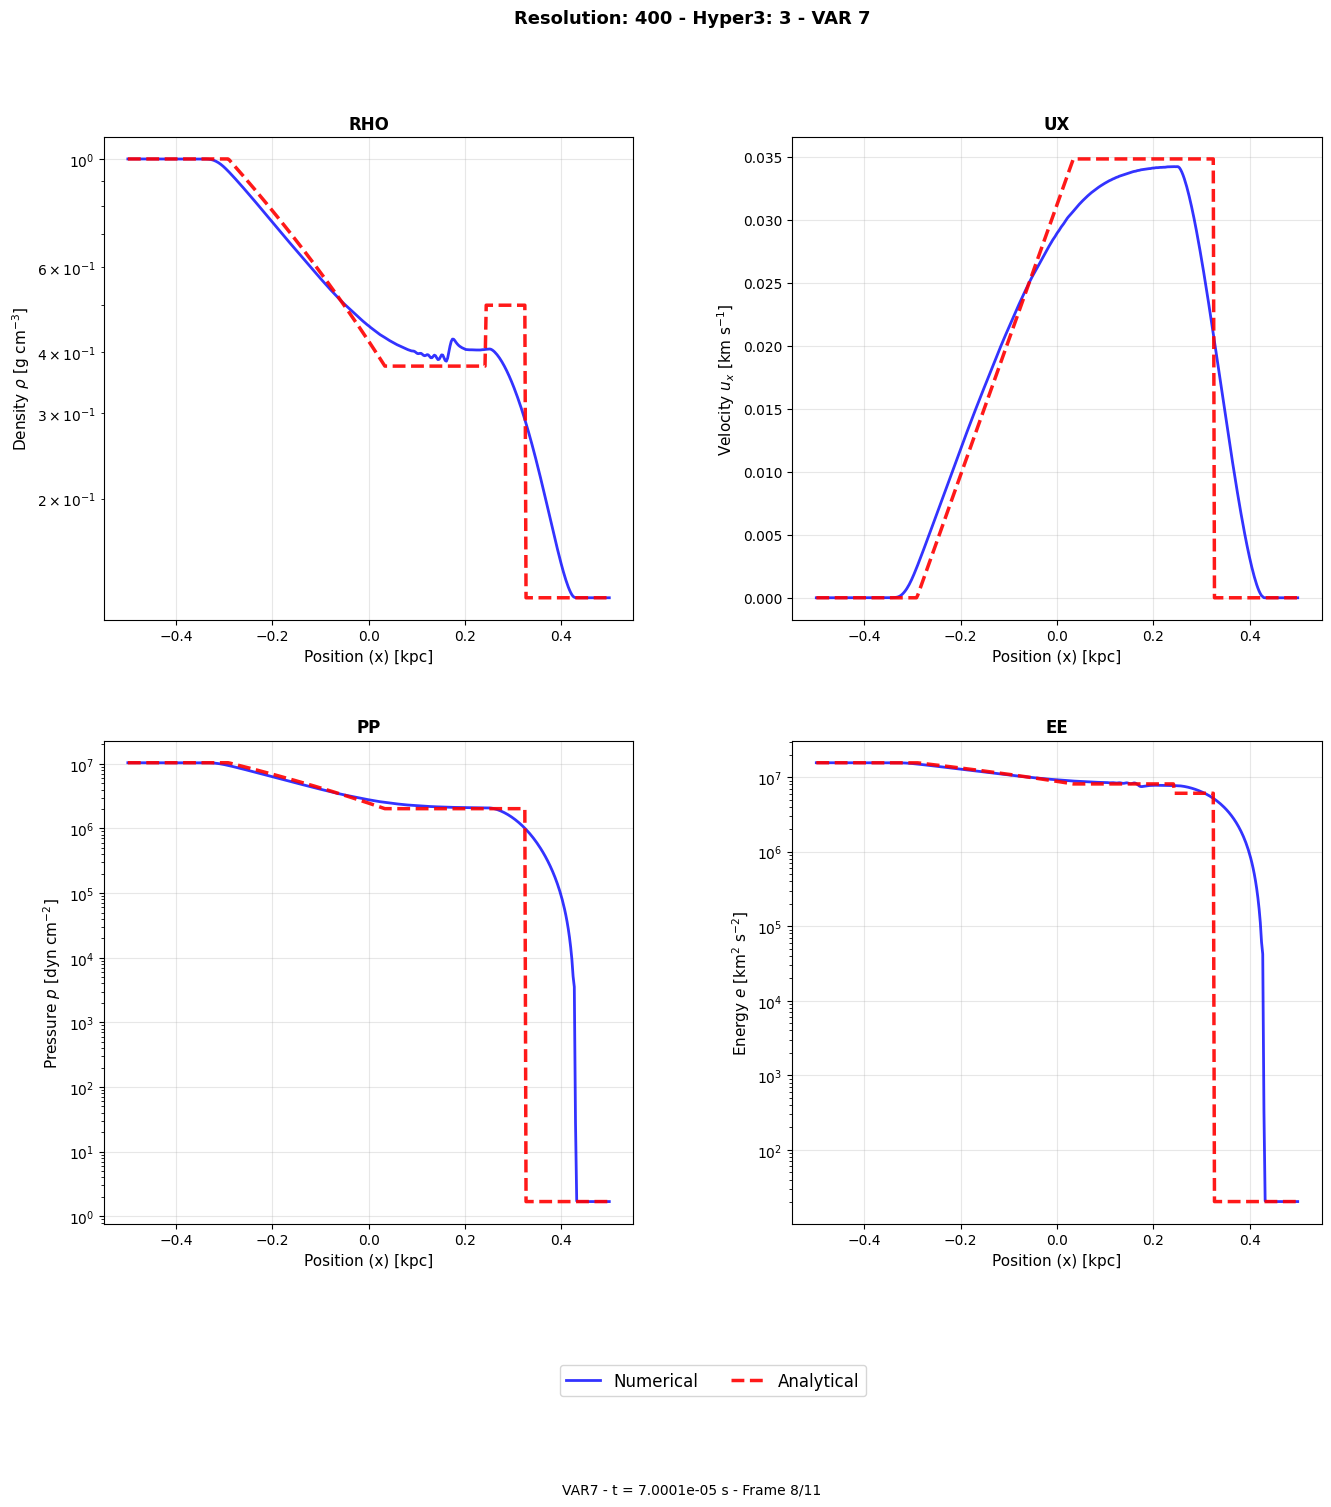 Resolution: 400 - Hyper3: 3 - VAR 7
RHO
Density ρ [g cm⁻³]
10⁰
6 × 10⁻¹
4 × 10⁻¹
3 × 10⁻¹
2 × 10⁻¹
−0.4 −0.2 0.0 0.2 0.4
Position (x) [kpc]
UX
Velocity uₓ [km s⁻¹]
0.035
0.030
0.025
0.020
0.015
0.010
0.005
0.000
−0.4 −0.2 0.0 0.2 0.4
Position (x) [kpc]
PP
Pressure p [dyn cm⁻²]
10⁷
10⁶
10⁵
10⁴
10³
10²
10¹
10⁰
−0.4 −0.2 0.0 0.2 0.4
Position (x) [kpc]
EE
Energy e [km² s⁻²]
10⁷
10⁶
10⁵
10⁴
10³
10²
−0.4 −0.2 0.0 0.2 0.4
Position (x) [kpc]
Numerical Analytical
VAR7 - t = 7.0001e-05 s - Frame 8/11